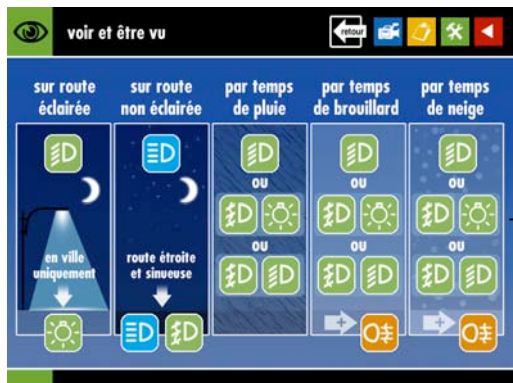 voir et être vu
retour
sur route
éclairée
sur route
non éclairée
par temps
de pluie
par temps
de brouillard
par temps
de neige
en ville
uniquement
route étroite
et sinueuse
ou
ou
ou
ou
ou
ou
+
+